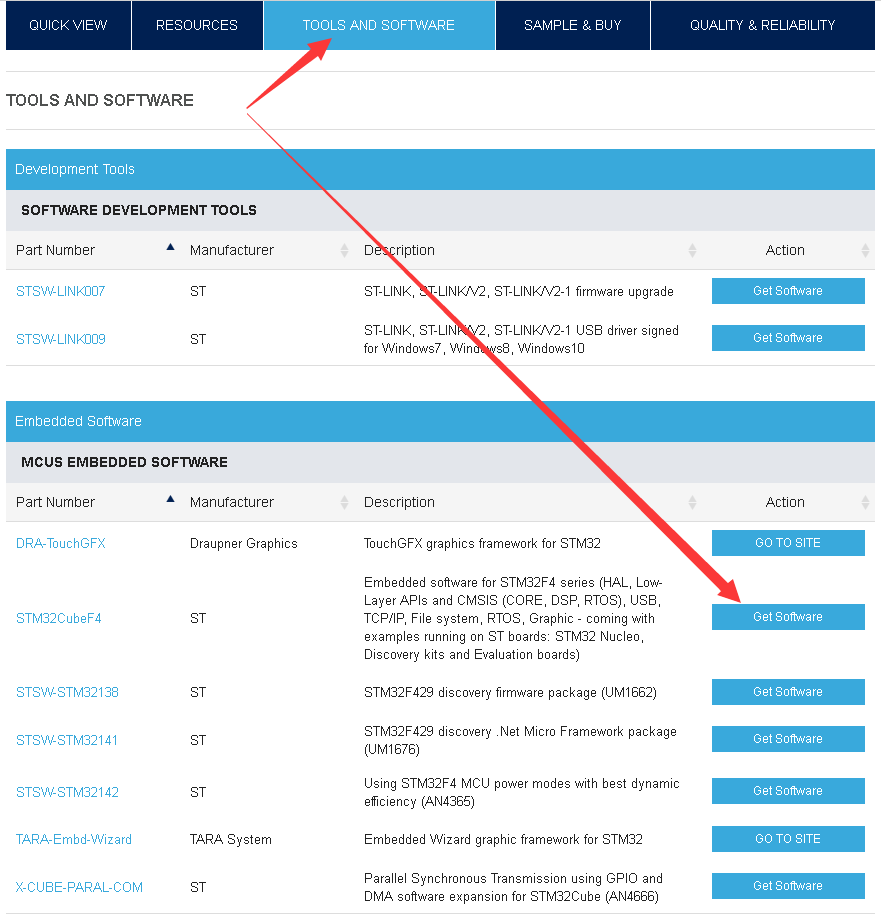 QUICK VIEW RESOURCES TOOLS AND SOFTWARE SAMPLE & BUY QUALITY & RELIABILITY
TOOLS AND SOFTWARE
Development Tools
SOFTWARE DEVELOPMENT TOOLS
Part Number Manufacturer Description Action
STSW-LINK007 ST ST-LINK, ST-LINK/V2, ST-LINK/V2-1 firmware upgrade Get Software
STSW-LINK009 ST ST-LINK, ST-LINK/V2, ST-LINK/V2-1 USB driver signed
for Windows7, Windows8, Windows10 Get Software
Embedded Software
MCUS EMBEDDED SOFTWARE
Part Number Manufacturer Description Action
DRA-TouchGFX Draupner Graphics TouchGFX graphics framework for STM32 GO TO SITE
STM32CubeF4 ST Embedded software for STM32F4 series (HAL, Low-
Layer APIs and CMSIS (CORE, DSP, RTOS), USB,
TCP/IP, File system, RTOS, Graphic - coming with
examples running on ST boards: STM32 Nucleo,
Discovery kits and Evaluation boards) Get Software
STSW-STM32138 ST STM32F429 discovery firmware package (UM1662) Get Software
STSW-STM32141 ST STM32F429 discovery .Net Micro Framework package
(UM1676) Get Software
STSW-STM32142 ST Using STM32F4 MCU power modes with best dynamic
efficiency (AN4365) Get Software
TARA-Embd-Wizard TARA System Embedded Wizard graphic framework for STM32 GO TO SITE
X-CUBE-PARAL-COM ST Parallel Synchronous Transmission using GPIO and
DMA software expansion for STM32Cube (AN4666) Get Software